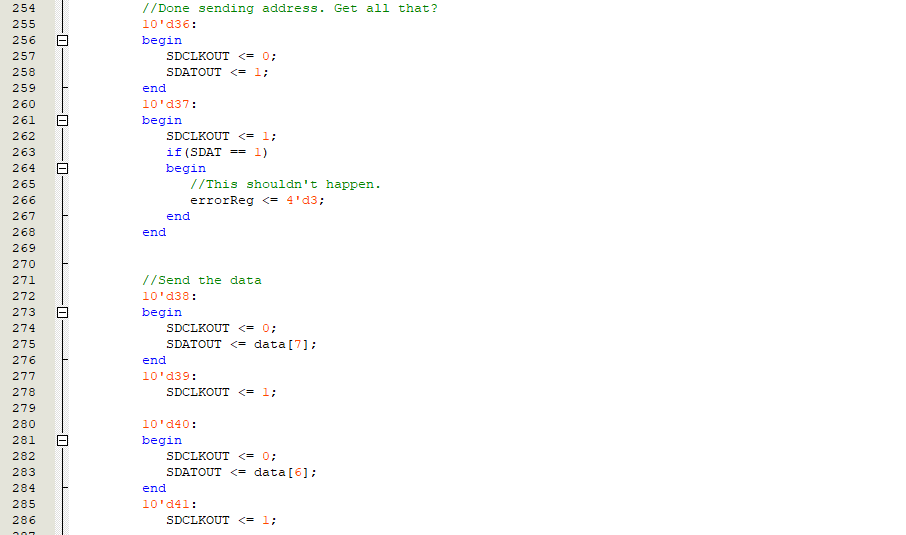 254 //Done sending address. Get all that?
255 10'd36:
256 begin
257 SDCLKOUT <= 0;
258 SDATOUT <= 1;
259 end
260 10'd37:
261 begin
262 SDCLKOUT <= 1;
263 if(SDAT == 1)
264 begin
265 //This shouldn't happen.
266 errorReg <= 4'd3;
267 end
268 end
269
270
271 //Send the data
272 10'd38:
273 begin
274 SDCLKOUT <= 0;
275 SDATOUT <= data[7];
276 end
277 10'd39:
278 SDCLKOUT <= 1;
279
280 10'd40:
281 begin
282 SDCLKOUT <= 0;
283 SDATOUT <= data[6];
284 end
285 10'd41:
286 SDCLKOUT <= 1;